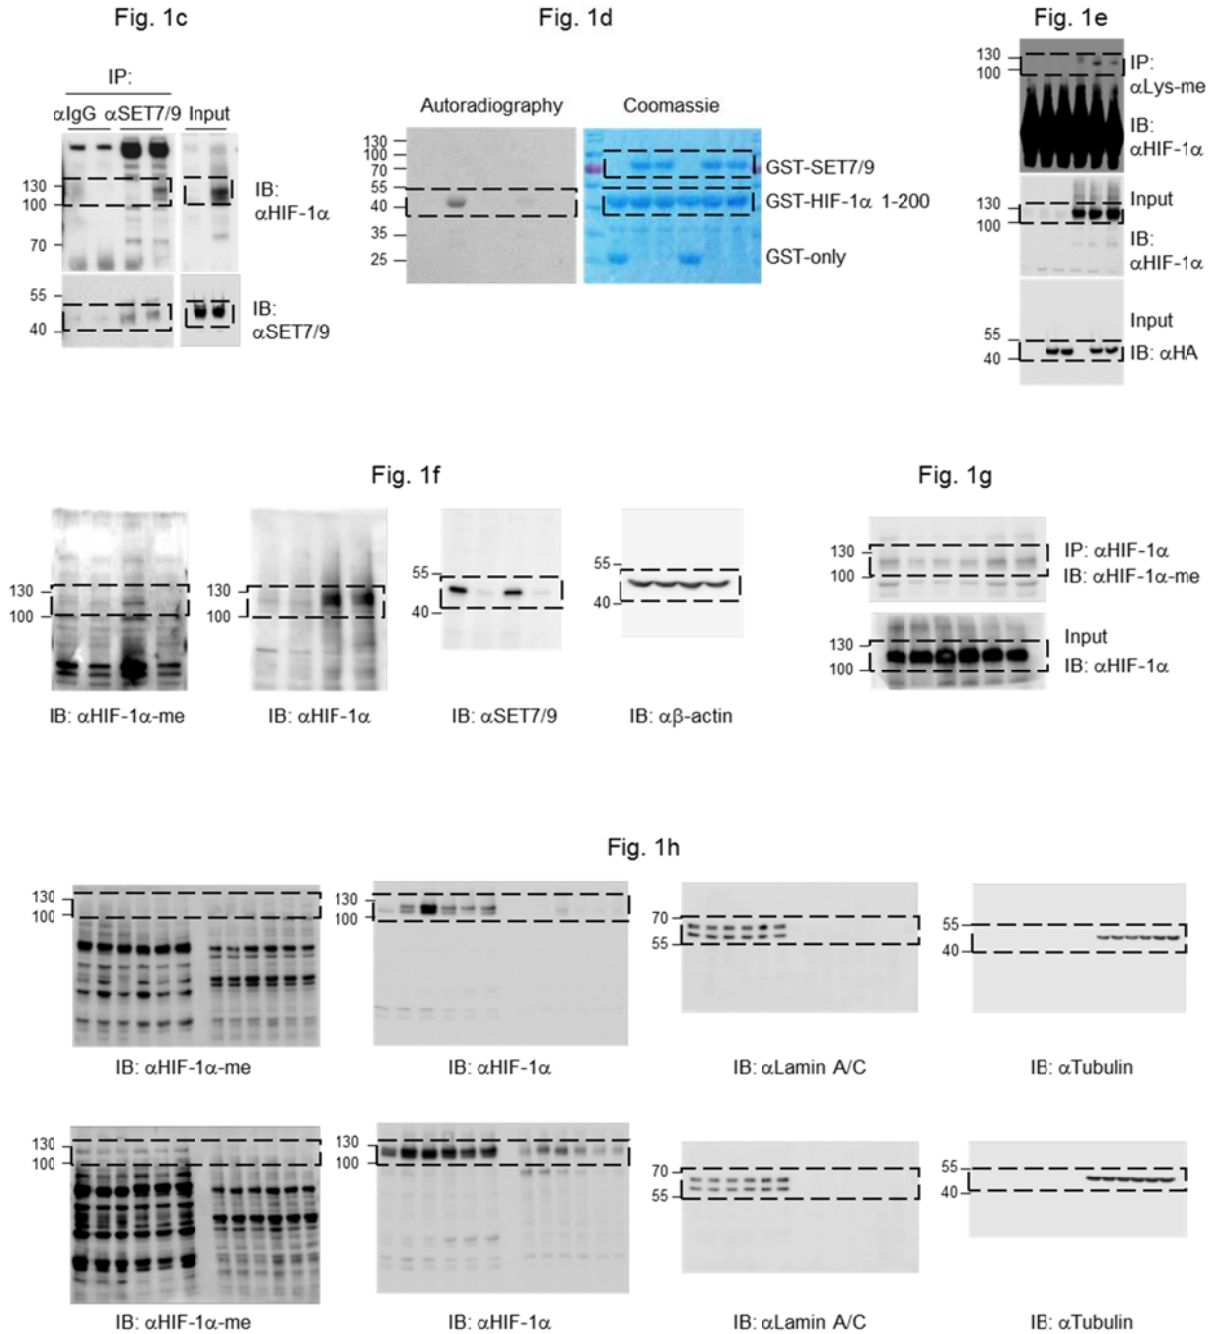 Fig. 1c
IP:
αIgG αSET7/9 Input
130
100
70
IB:
αHIF-1α
55
40
IB:
αSET7/9
Fig. 1d
Autoradiography Coomassie
130
100
70
55
40
35
25
GST-SET7/9
GST-HIF-1α 1-200
GST-only
Fig. 1e
130
100
IP:
αLys-me
IB:
αHIF-1α
130
100
Input
IB:
αHIF-1α
55
40
Input
IB: αHA
Fig. 1f
130
100
IB: αHIF-1α-me
130
100
IB: αHIF-1α
55
40
IB: αSET7/9
55
40
IB: αβ-actin
Fig. 1g
130
100
IP: αHIF-1α
IB: αHIF-1α-me
130
100
Input
IB: αHIF-1α
Fig. 1h
130
100
IB: αHIF-1α-me
130
100
IB: αHIF-1α
70
55
IB: αLamin A/C
55
40
IB: αTubulin
130
100
IB: αHIF-1α-me
130
100
IB: αHIF-1α
70
55
IB: αLamin A/C
55
40
IB: αTubulin